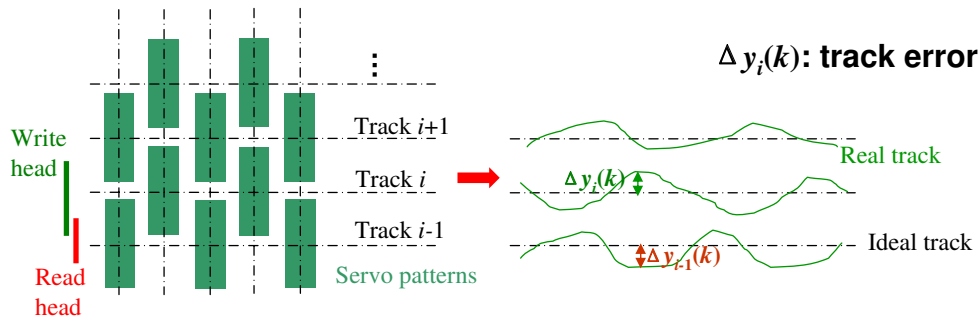 Δ yᵢ(k): track error
⋮
Write
head
Track i+1
Track i
Track i-1
Read
head
Servo patterns
Real track
Δ yᵢ(k)
Ideal track
Δ yᵢ₋₁(k)